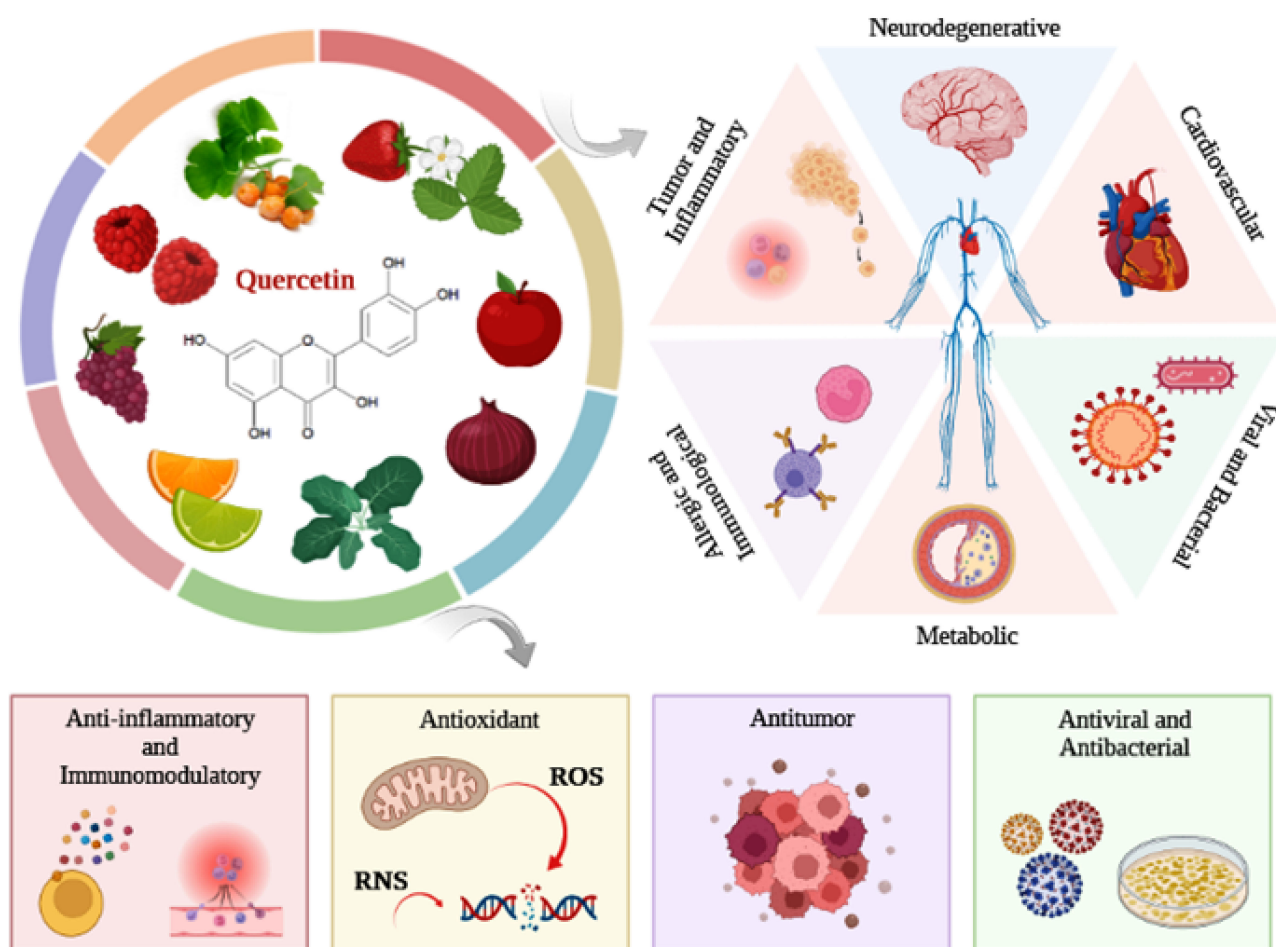 Quercetin
OH
OH
HO
O
OH
OH
O
Neurodegenerative
Tumor and
Inflammatory
Cardiovascular
Allergic and
Immunological
Viral and Bacterial
Metabolic
Anti-inflammatory
and
Immunomodulatory
Antioxidant
ROS
RNS
Antitumor
Antiviral and
Antibacterial